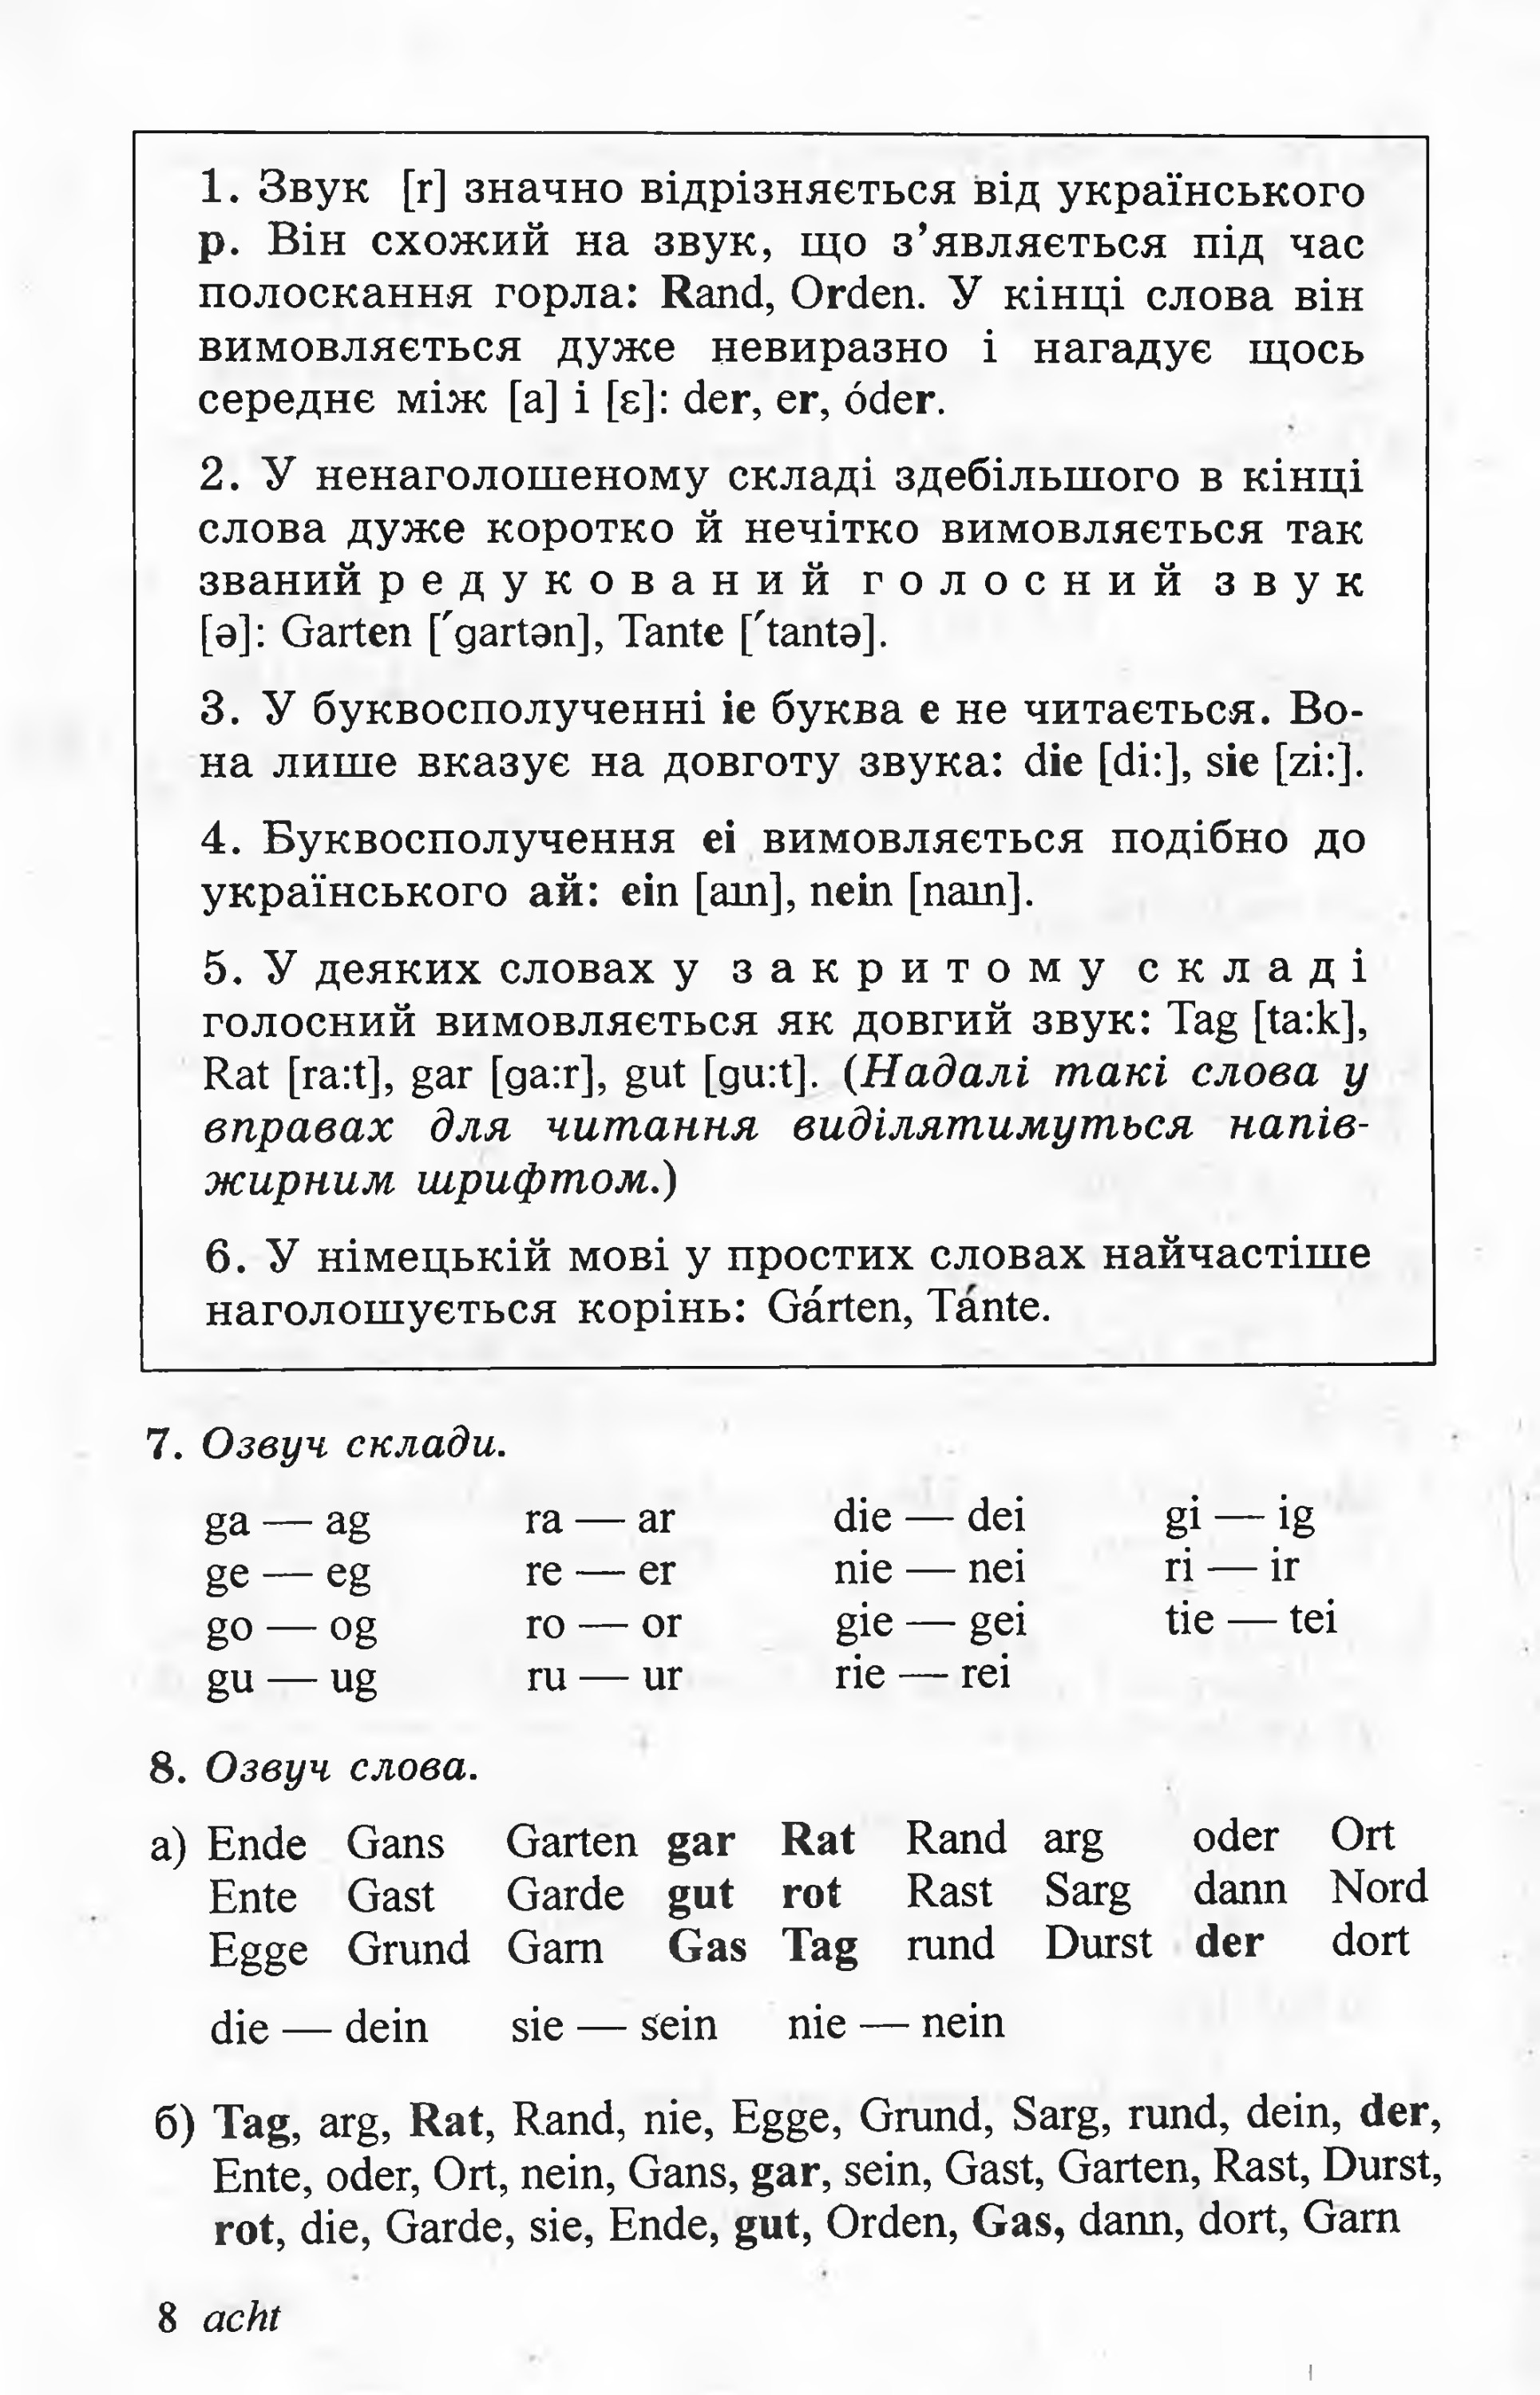 1. Звук [r] значно відрізняється від українського
р. Він схожий на звук, що з’являється під час
полоскання горла: Rand, Orden. У кінці слова він
вимовляється дуже невиразно і нагадує щось
середнє між [a] і [ɛ]: der, er, óder.
2. У ненаголошеному складі здебільшого в кінці
слова дуже коротко й нечітко вимовляється так
званий р е д у к о в а н и й г о л о с н и й з в у к
[ə]: Garten [ʹgartən], Tante [ʹtantə].
3. У буквосполученні ie буква e не читається. Во-
на лише вказує на довготу звука: die [di:], sie [zi:].
4. Буквосполучення ei вимовляється подібно до
українського ай: ein [aɪn], nein [naɪn].
5. У деяких словах у з а к р и т о м у с к л а д і
голосний вимовляється як довгий звук: Tag [ta:k],
Rat [ra:t], gar [ga:r], gut [gu:t]. (Надалі такі слова у
вправах для читання виділятимуться напів-
жирним шрифтом.)
6. У німецькій мові у простих словах найчастіше
наголошується корінь: Gárten, Tánte.
7. Озвуч склади.
ga — ag ra — ar die — dei gi — ig
ge — eg re — er nie — nei ri — ir
go — og ro — or gie — gei tie — tei
gu — ug ru — ur rie — rei
8. Озвуч слова.
а) Ende Gans Garten gar Rat Rand arg oder Ort
Ente Gast Garde gut rot Rast Sarg dann Nord
Egge Grund Garn Gas Tag rund Durst der dort
die — dein sie — sein nie — nein
б) Tag, arg, Rat, Rand, nie, Egge, Grund, Sarg, rund, dein, der,
Ente, oder, Ort, nein, Gans, gar, sein, Gast, Garten, Rast, Durst,
rot, die, Garde, sie, Ende, gut, Orden, Gas, dann, dort, Garn
8 acht